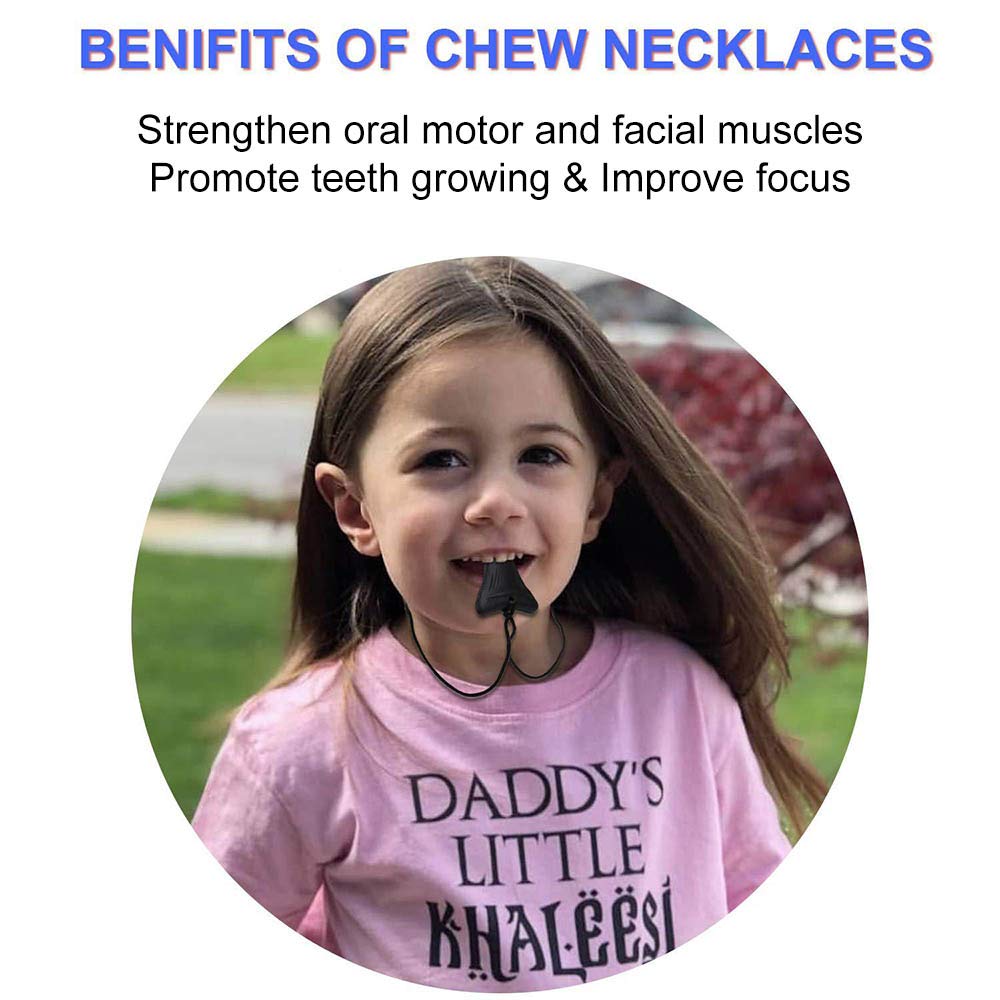 BENIFITS OF CHEW NECKLACES
Strengthen oral motor and facial muscles
Promote teeth growing & Improve focus
DADDY'S
LITTLE
KHALËËSI